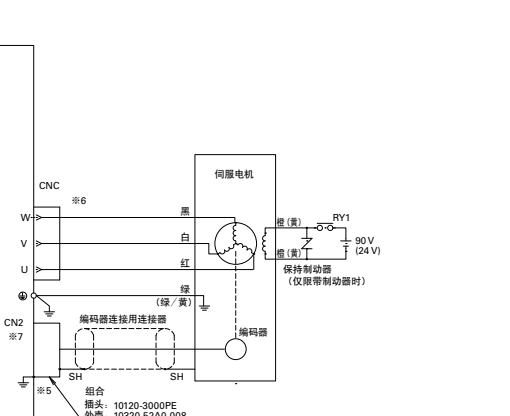 伺服电机
CNC
※6
W
黑
橙 (黄)
RY1
V
白
90 V
(24 V)
橙 (黄)
U
红
保持制动器
（仅限带制动器时）
绿
（绿／黄）
CN2
编码器连接用连接器
※7
编码器
SH
SH
※5
组合
插头：10120-3000PE
外壳：10320-52A0-008